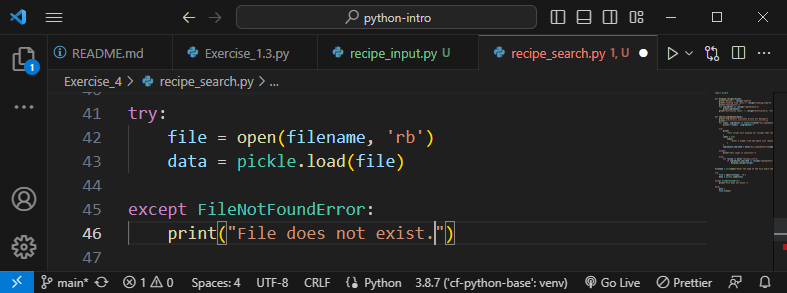 python-intro
README.md Exercise_1.3.py recipe_input.py U recipe_search.py 1, U
Exercise_4 > recipe_search.py > ...
41 try:
42     file = open(filename, 'rb')
43     data = pickle.load(file)
44
45 except FileNotFoundError:
46     print("File does not exist.")
47
1
main* 1 0 Spaces: 4 UTF-8 CRLF Python 3.8.7 ('cf-python-base': venv) Go Live Prettier